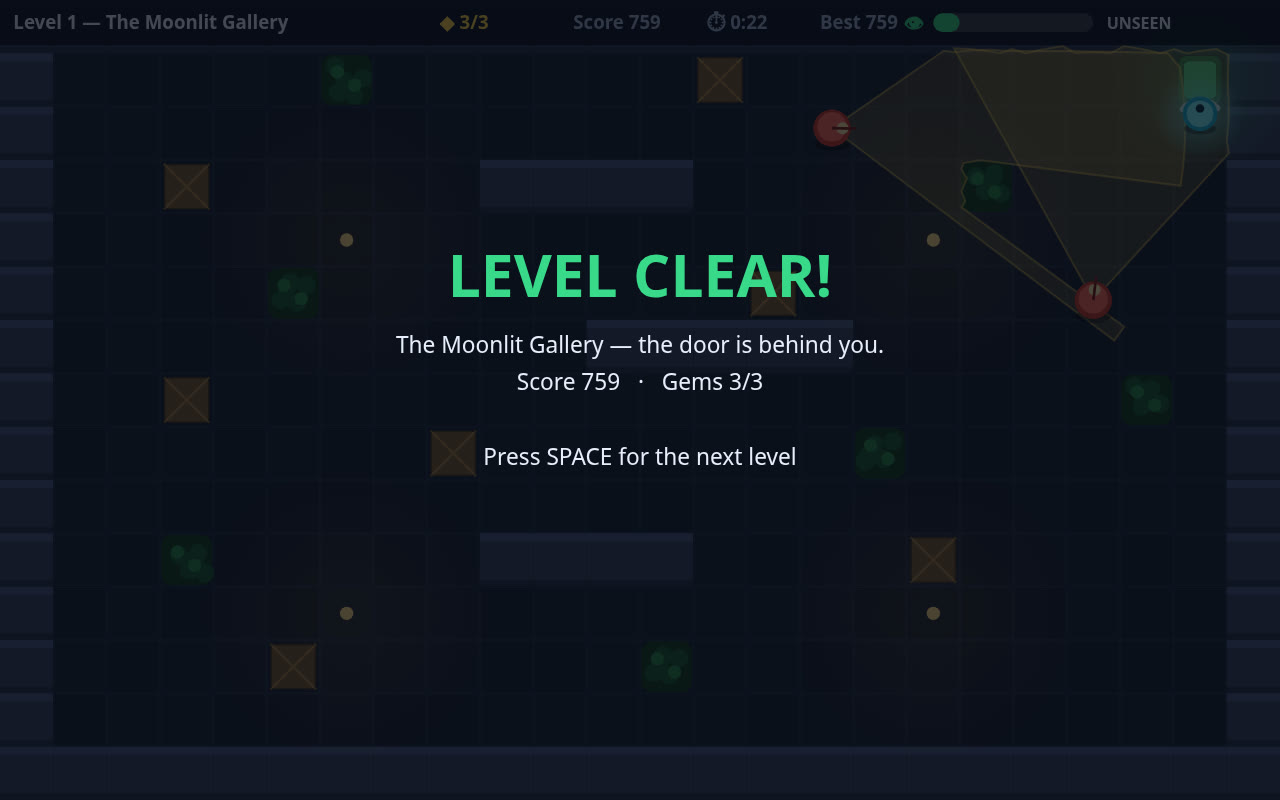 Level 1 — The Moonlit Gallery ◆ 3/3 Score 759 ⏱ 0:22 Best 759 👁 UNSEEN
LEVEL CLEAR!
The Moonlit Gallery — the door is behind you.
Score 759 · Gems 3/3
Press SPACE for the next level